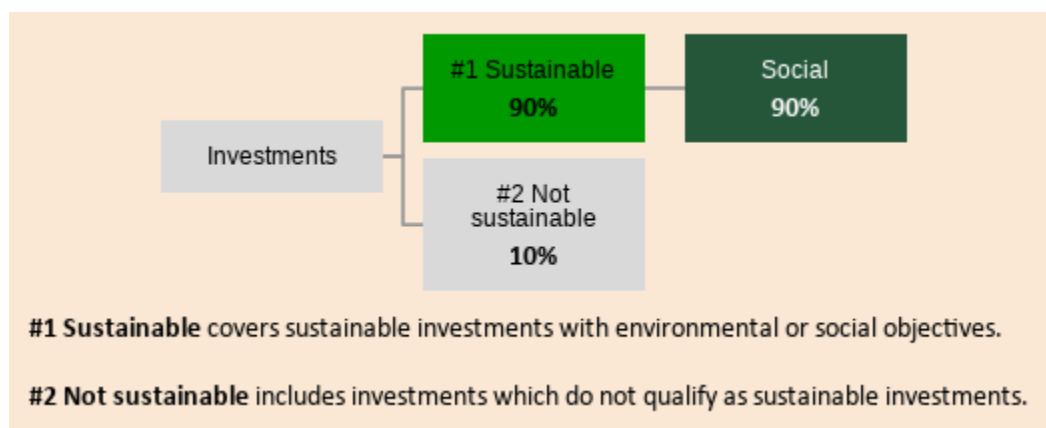 #1 Sustainable
90%
Social
90%
Investments
#2 Not
sustainable
10%
#1 Sustainable covers sustainable investments with environmental or social objectives.
#2 Not sustainable includes investments which do not qualify as sustainable investments.